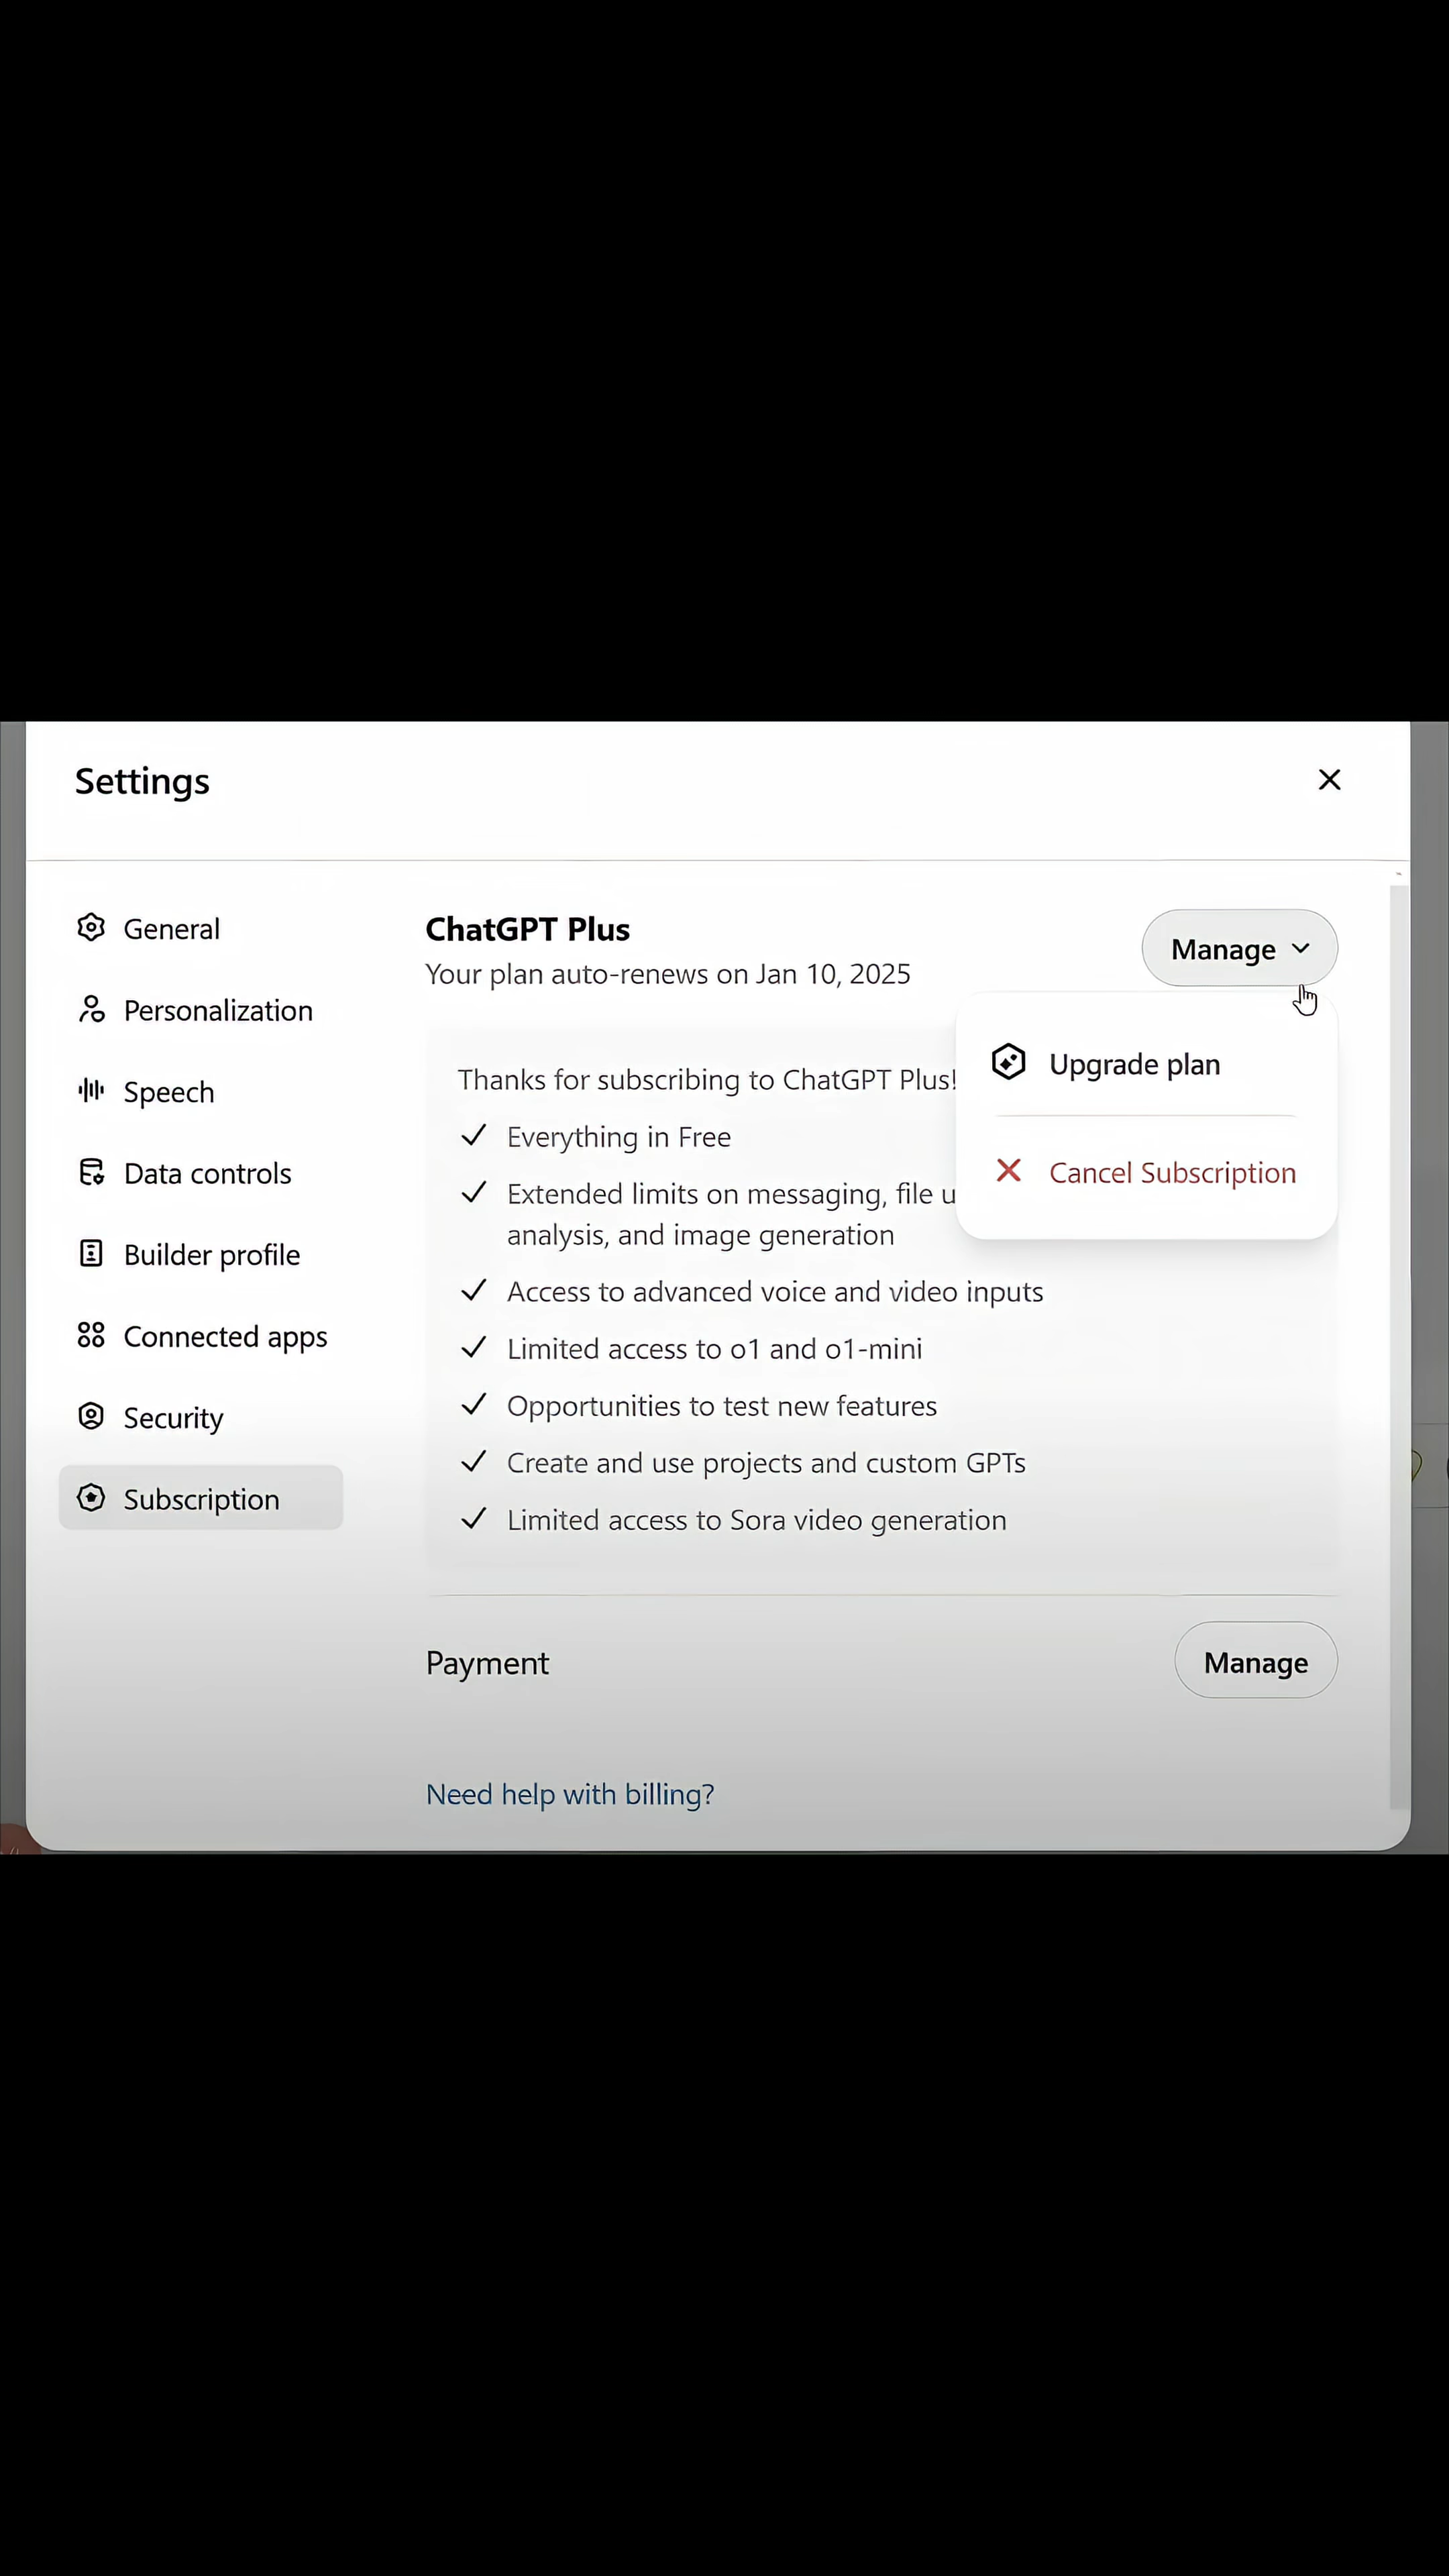 Settings
General
Personalization
Speech
Data controls
Builder profile
Connected apps
Security
Subscription
ChatGPT Plus
Your plan auto-renews on Jan 10, 2025
Manage
Upgrade plan
Cancel Subscription
Thanks for subscribing to ChatGPT Plus!
Everything in Free
Extended limits on messaging, file
analysis, and image generation
Access to advanced voice and video inputs
Limited access to o1 and o1-mini
Opportunities to test new features
Create and use projects and custom GPTs
Limited access to Sora video generation
Payment
Manage
Need help with billing?